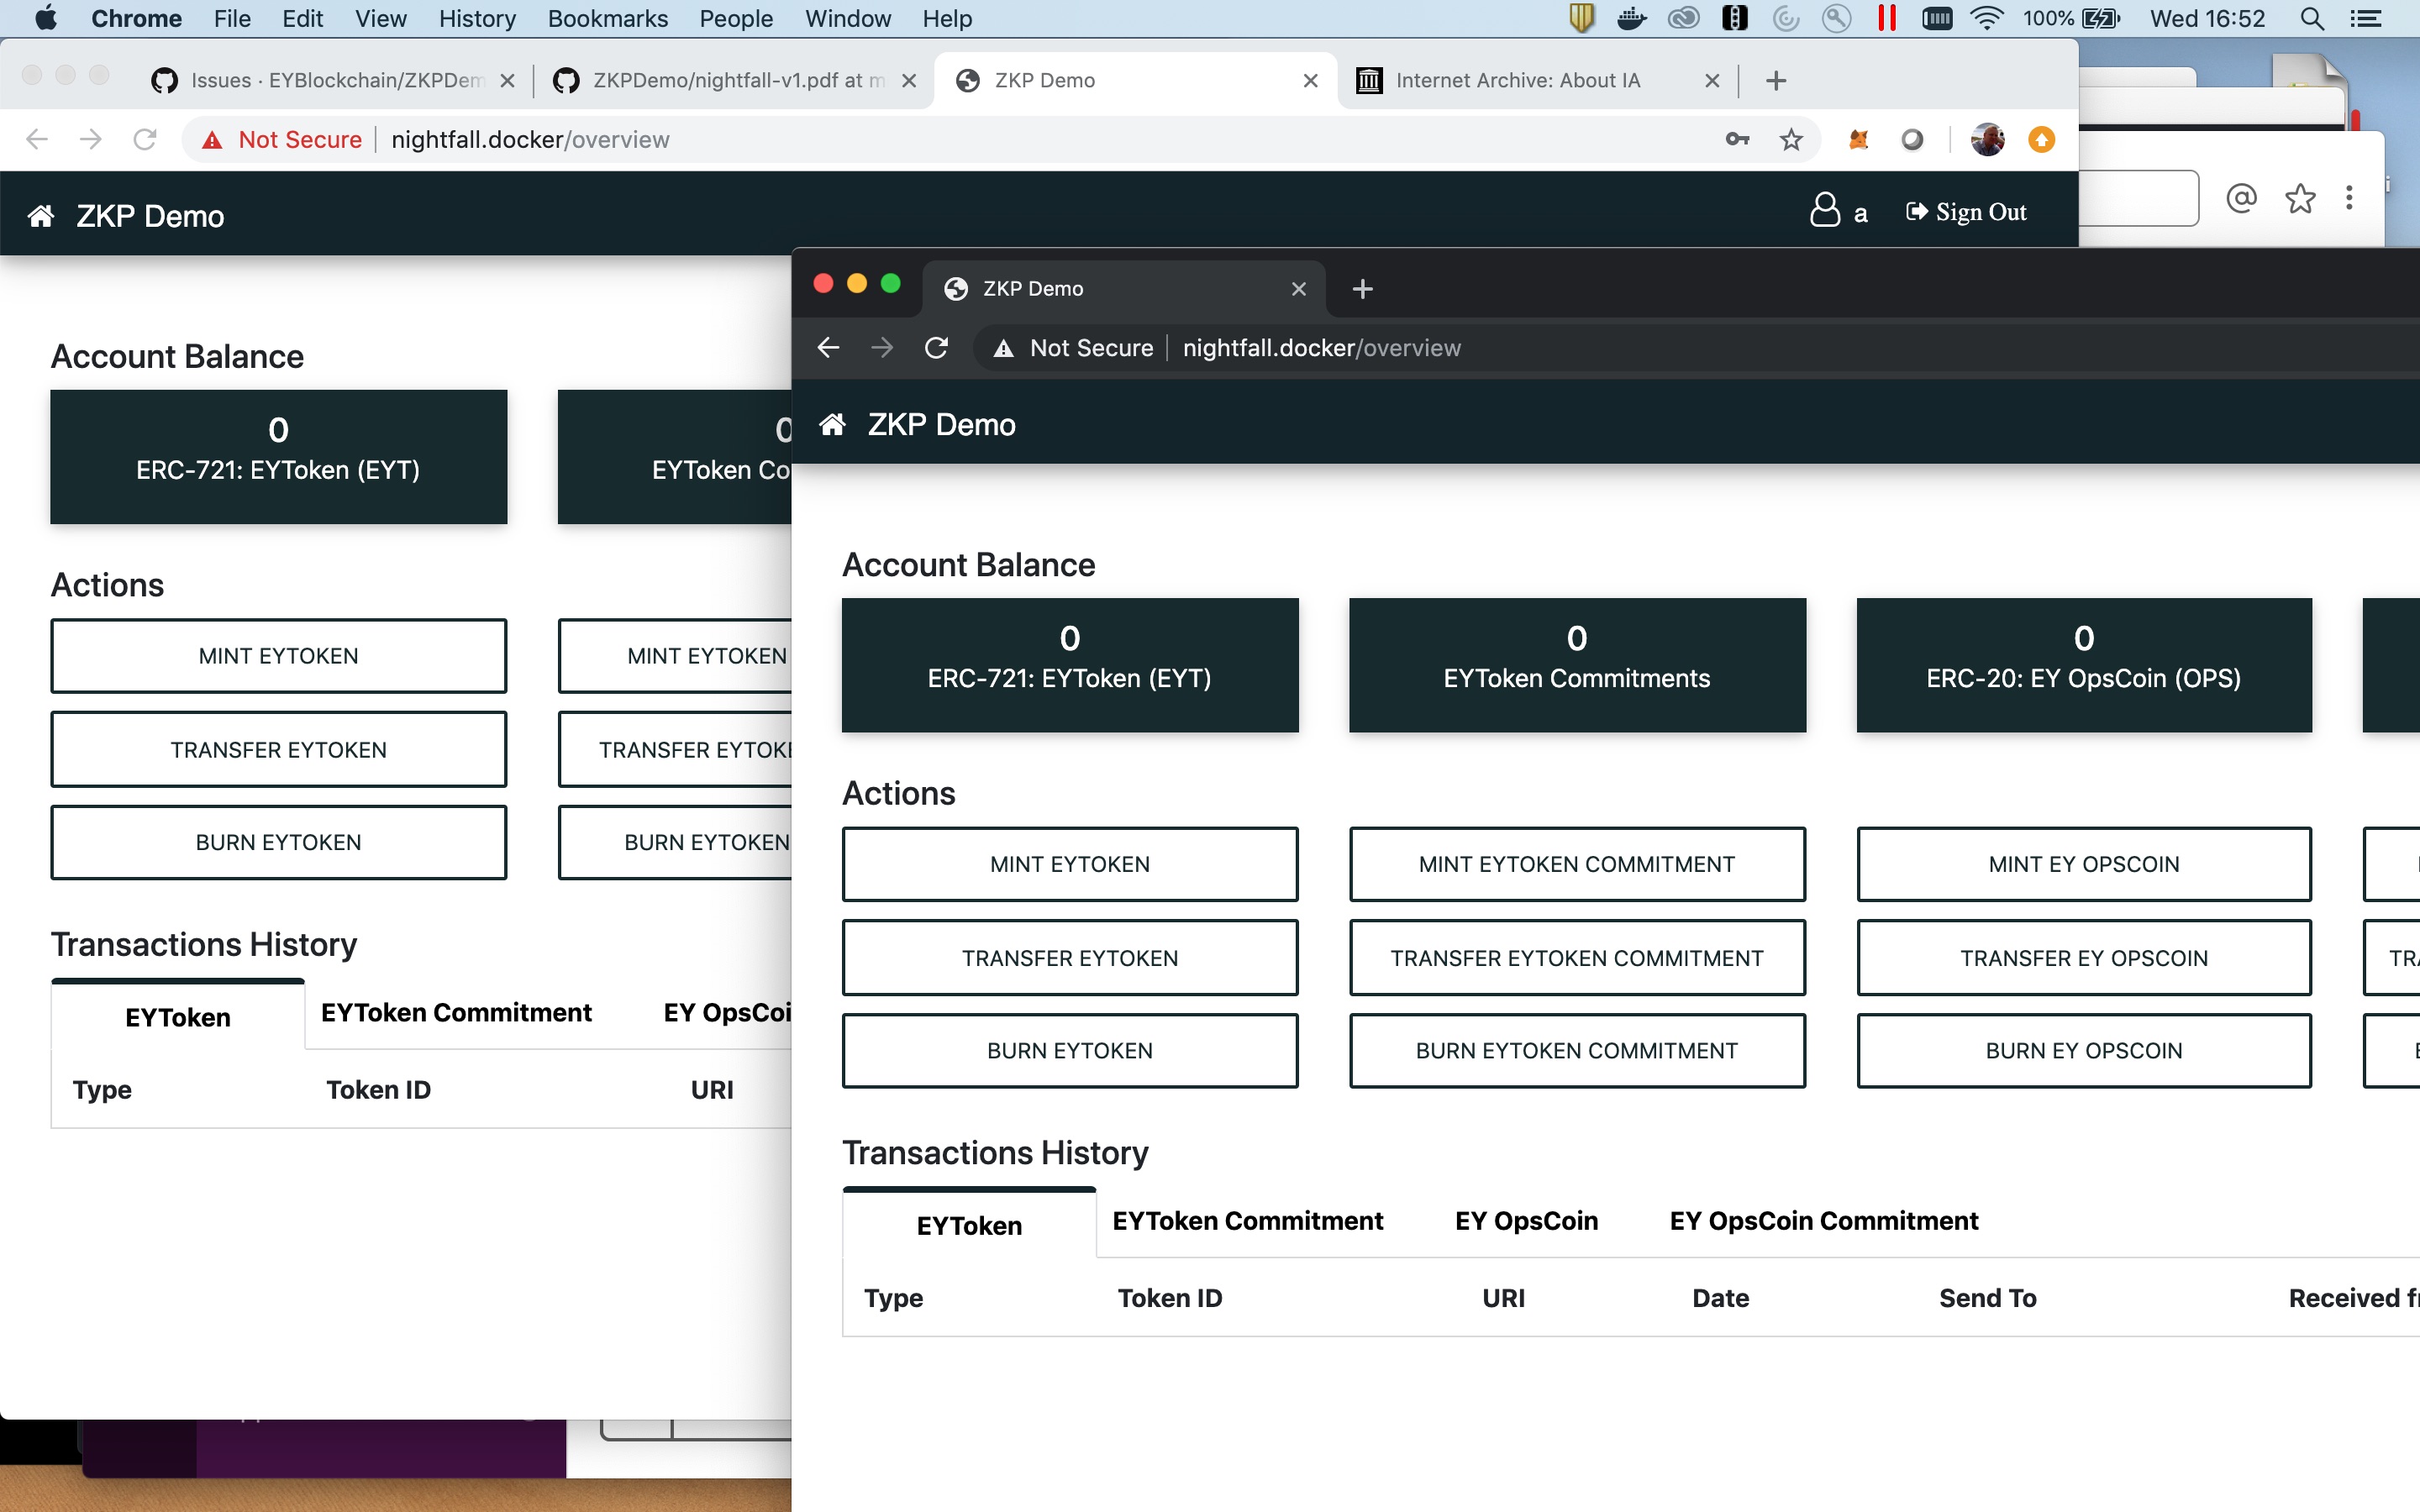 Chrome File Edit View History Bookmarks People Window Help 100% Wed 16:52
Issues · EYBlockchain/ZKPDem ZKPDemo/nightfall-v1.pdf at m ZKP Demo Internet Archive: About IA
Not Secure nightfall.docker/overview
ZKP Demo a Sign Out
Account Balance
0
ERC-721: EYToken (EYT)
0
EYToken Co
Actions
MINT EYTOKEN MINT EYTOKEN
TRANSFER EYTOKEN TRANSFER EYTOKE
BURN EYTOKEN BURN EYTOKEN
Transactions History
EYToken EYToken Commitment EY OpsCoi
Type Token ID URI
ZKP Demo
Not Secure nightfall.docker/overview
ZKP Demo
Account Balance
0
ERC-721: EYToken (EYT)
0
EYToken Commitments
0
ERC-20: EY OpsCoin (OPS)
Actions
MINT EYTOKEN MINT EYTOKEN COMMITMENT MINT EY OPSCOIN
TRANSFER EYTOKEN TRANSFER EYTOKEN COMMITMENT TRANSFER EY OPSCOIN TRA
BURN EYTOKEN BURN EYTOKEN COMMITMENT BURN EY OPSCOIN
Transactions History
EYToken EYToken Commitment EY OpsCoin EY OpsCoin Commitment
Type Token ID URI Date Send To Received f